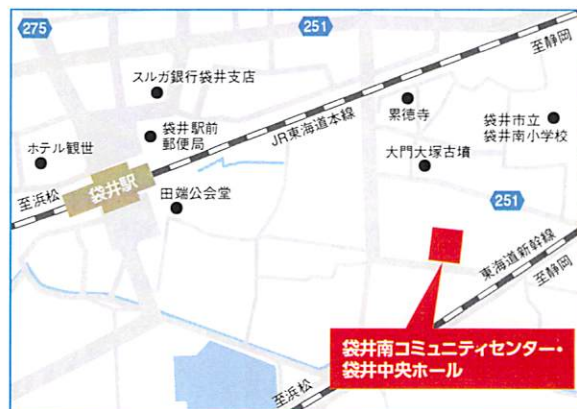 275
251
至静岡
スルガ銀行袋井支店
累徳寺
袋井市立
袋井南小学校
袋井駅前
郵便局
JR東海道本線
ホテル観世
大門大塚古墳
袋井駅
至浜松
田端公会堂
251
東海道新幹線
至静岡
袋井南コミュニティセンター・
袋井中央ホール
至浜松